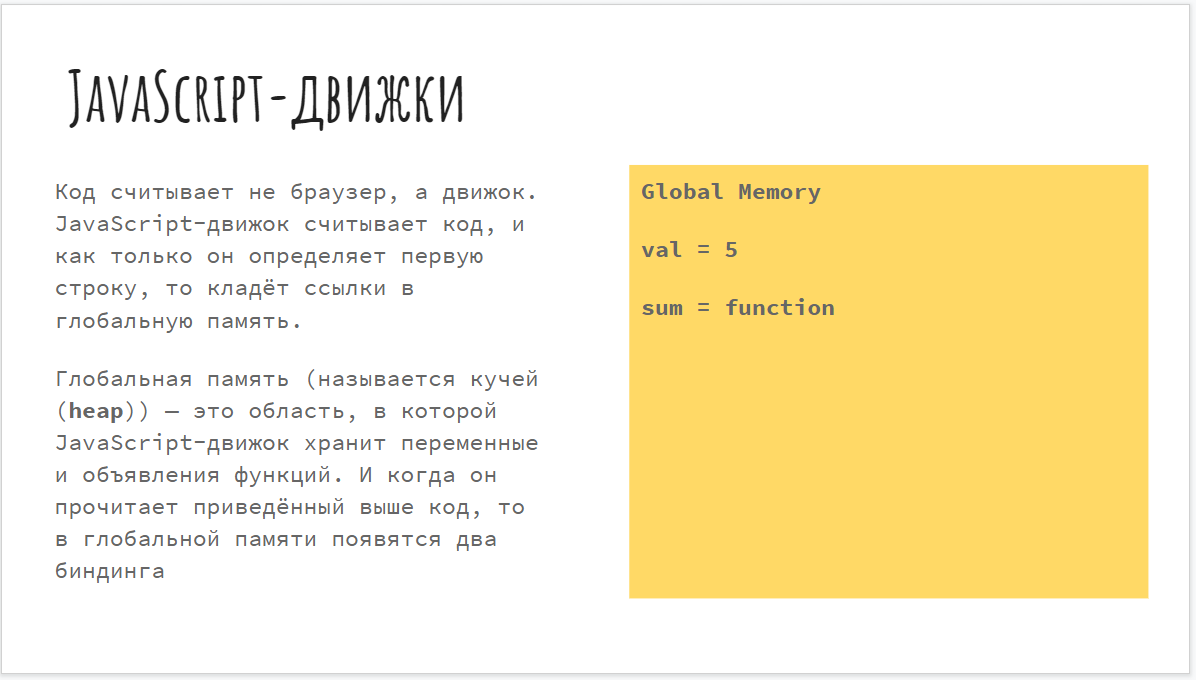 JavaScript-движки
Код считывает не браузер, а движок.
JavaScript-движок считывает код, и
как только он определяет первую
строку, то кладёт ссылки в
глобальную память.
Глобальная память (называется кучей
(heap)) — это область, в которой
JavaScript-движок хранит переменные
и объявления функций. И когда он
прочитает приведённый выше код, то
в глобальной памяти появятся два
биндинга
Global Memory
val = 5
sum = function